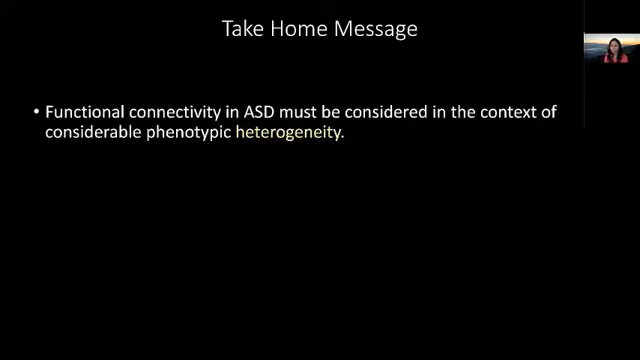 Take Home Message
• Functional connectivity in ASD must be considered in the context of
considerable phenotypic heterogeneity.